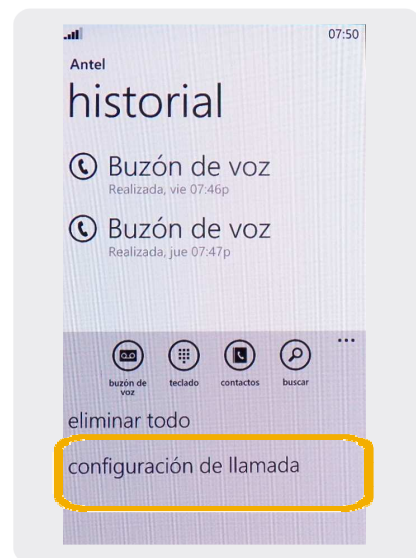 07:50
Antel
historial
Buzón de voz
Realizada, vie 07:46p
Buzón de voz
Realizada, jue 07:47p
buzón de
voz
teclado
contactos
buscar
...
eliminar todo
configuración de llamada